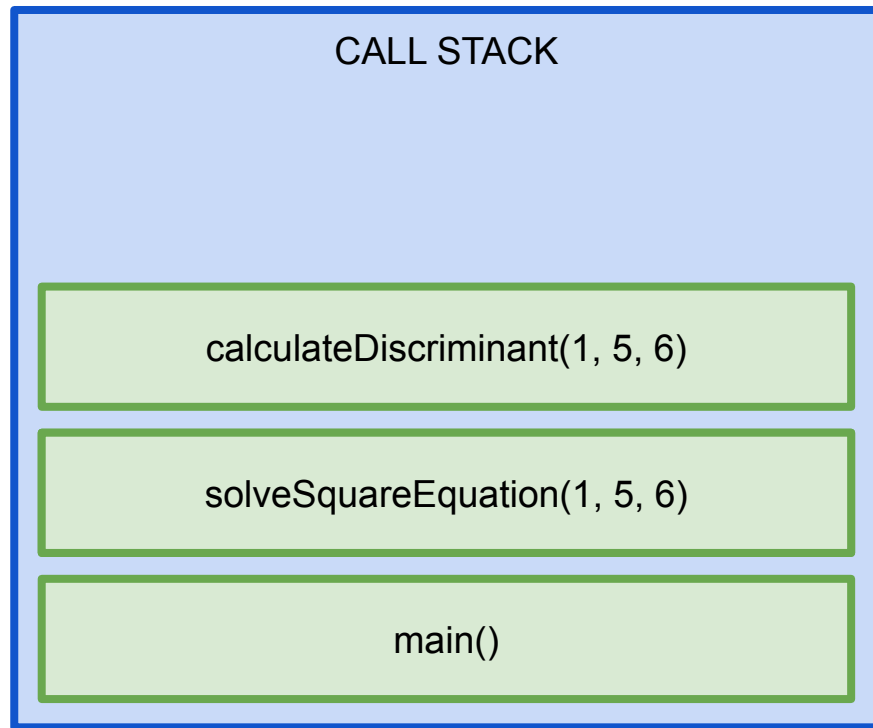 CALL STACK
calculateDiscriminant(1, 5, 6)
solveSquareEquation(1, 5, 6)
main()